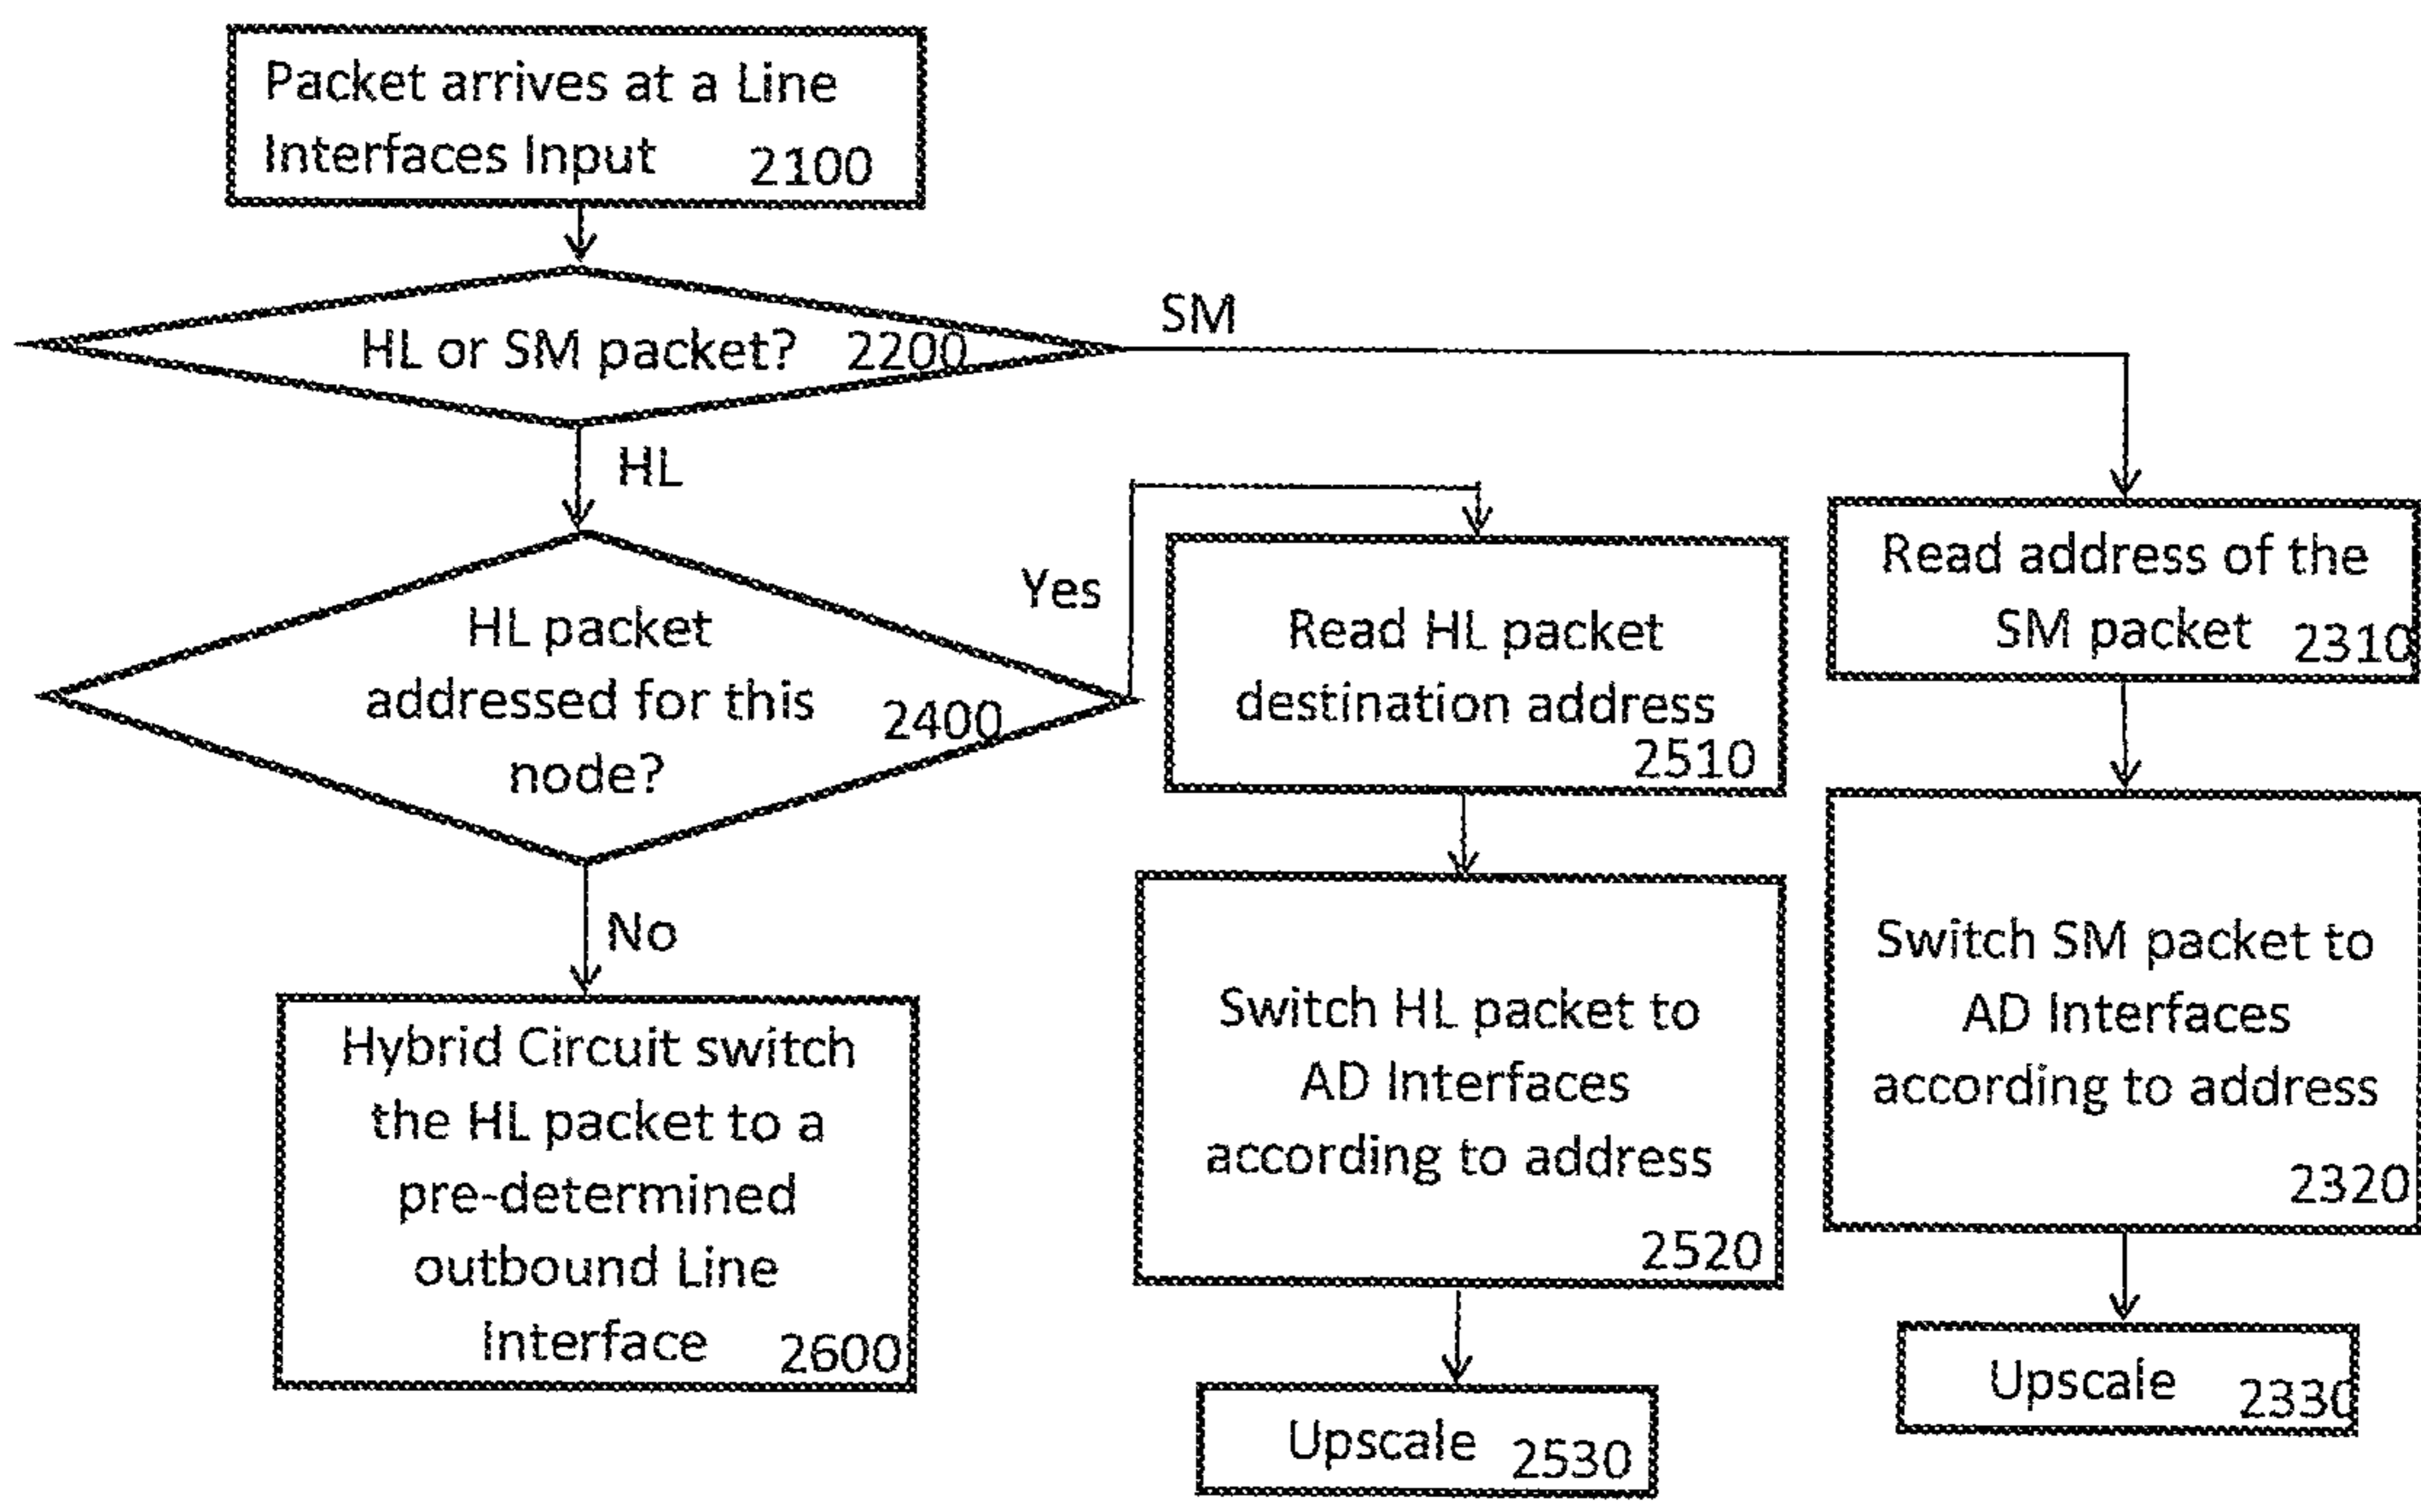 Packet arrives at a Line
Interfaces Input 2100
HL or SM packet? 2200
SM
HL
HL packet
addressed for this
node?
2400
Yes
No
Hybrid Circuit switch
the HL packet to a
pre-determined
outbound Line
Interface 2600
Read HL packet
destination address
2510
Switch HL packet to
AD Interfaces
according to address
2520
Upscale 2530
Read address of the
SM packet 2310
Switch SM packet to
AD Interfaces
according to address
2320
Upscale 2330